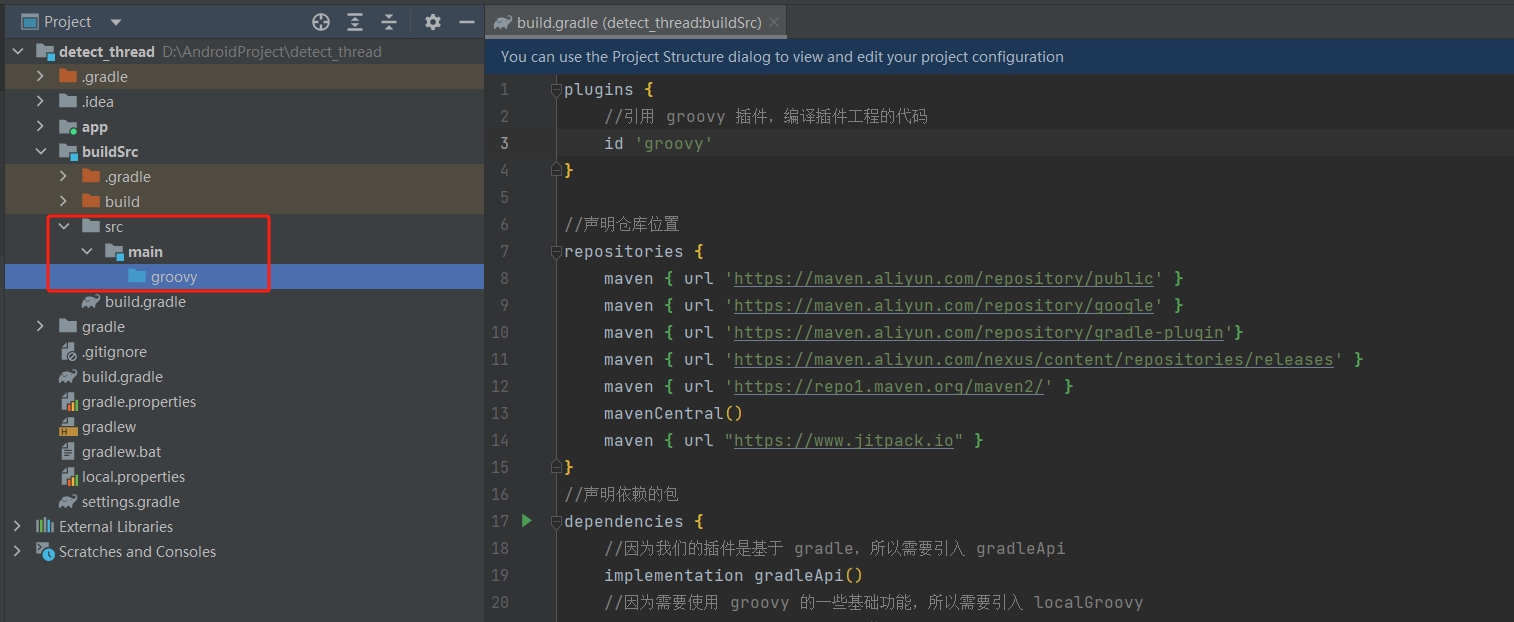 Project
detect_thread D:\AndroidProject\detect_thread
.gradle
.idea
app
buildSrc
.gradle
build
src
main
groovy
build.gradle
gradle
.gitignore
build.gradle
gradle.properties
gradlew
gradlew.bat
local.properties
settings.gradle
External Libraries
Scratches and Consoles
build.gradle (detect_thread:buildSrc)
You can use the Project Structure dialog to view and edit your project configuration
1 plugins {
2 //引用 groovy 插件，编译插件工程的代码
3 id 'groovy'
4 }
5
6 //声明仓库位置
7 repositories {
8 maven { url 'https://maven.aliyun.com/repository/public' }
9 maven { url 'https://maven.aliyun.com/repository/google' }
10 maven { url 'https://maven.aliyun.com/repository/gradle-plugin'}
11 maven { url 'https://maven.aliyun.com/nexus/content/repositories/releases' }
12 maven { url 'https://repo1.maven.org/maven2/' }
13 mavenCentral()
14 maven { url "https://www.jitpack.io" }
15 }
16 //声明依赖的包
17 dependencies {
18 //因为我们的插件是基于 gradle，所以需要引入 gradleApi
19 implementation gradleApi()
20 //因为需要使用 groovy 的一些基础功能，所以需要引入 localGroovy